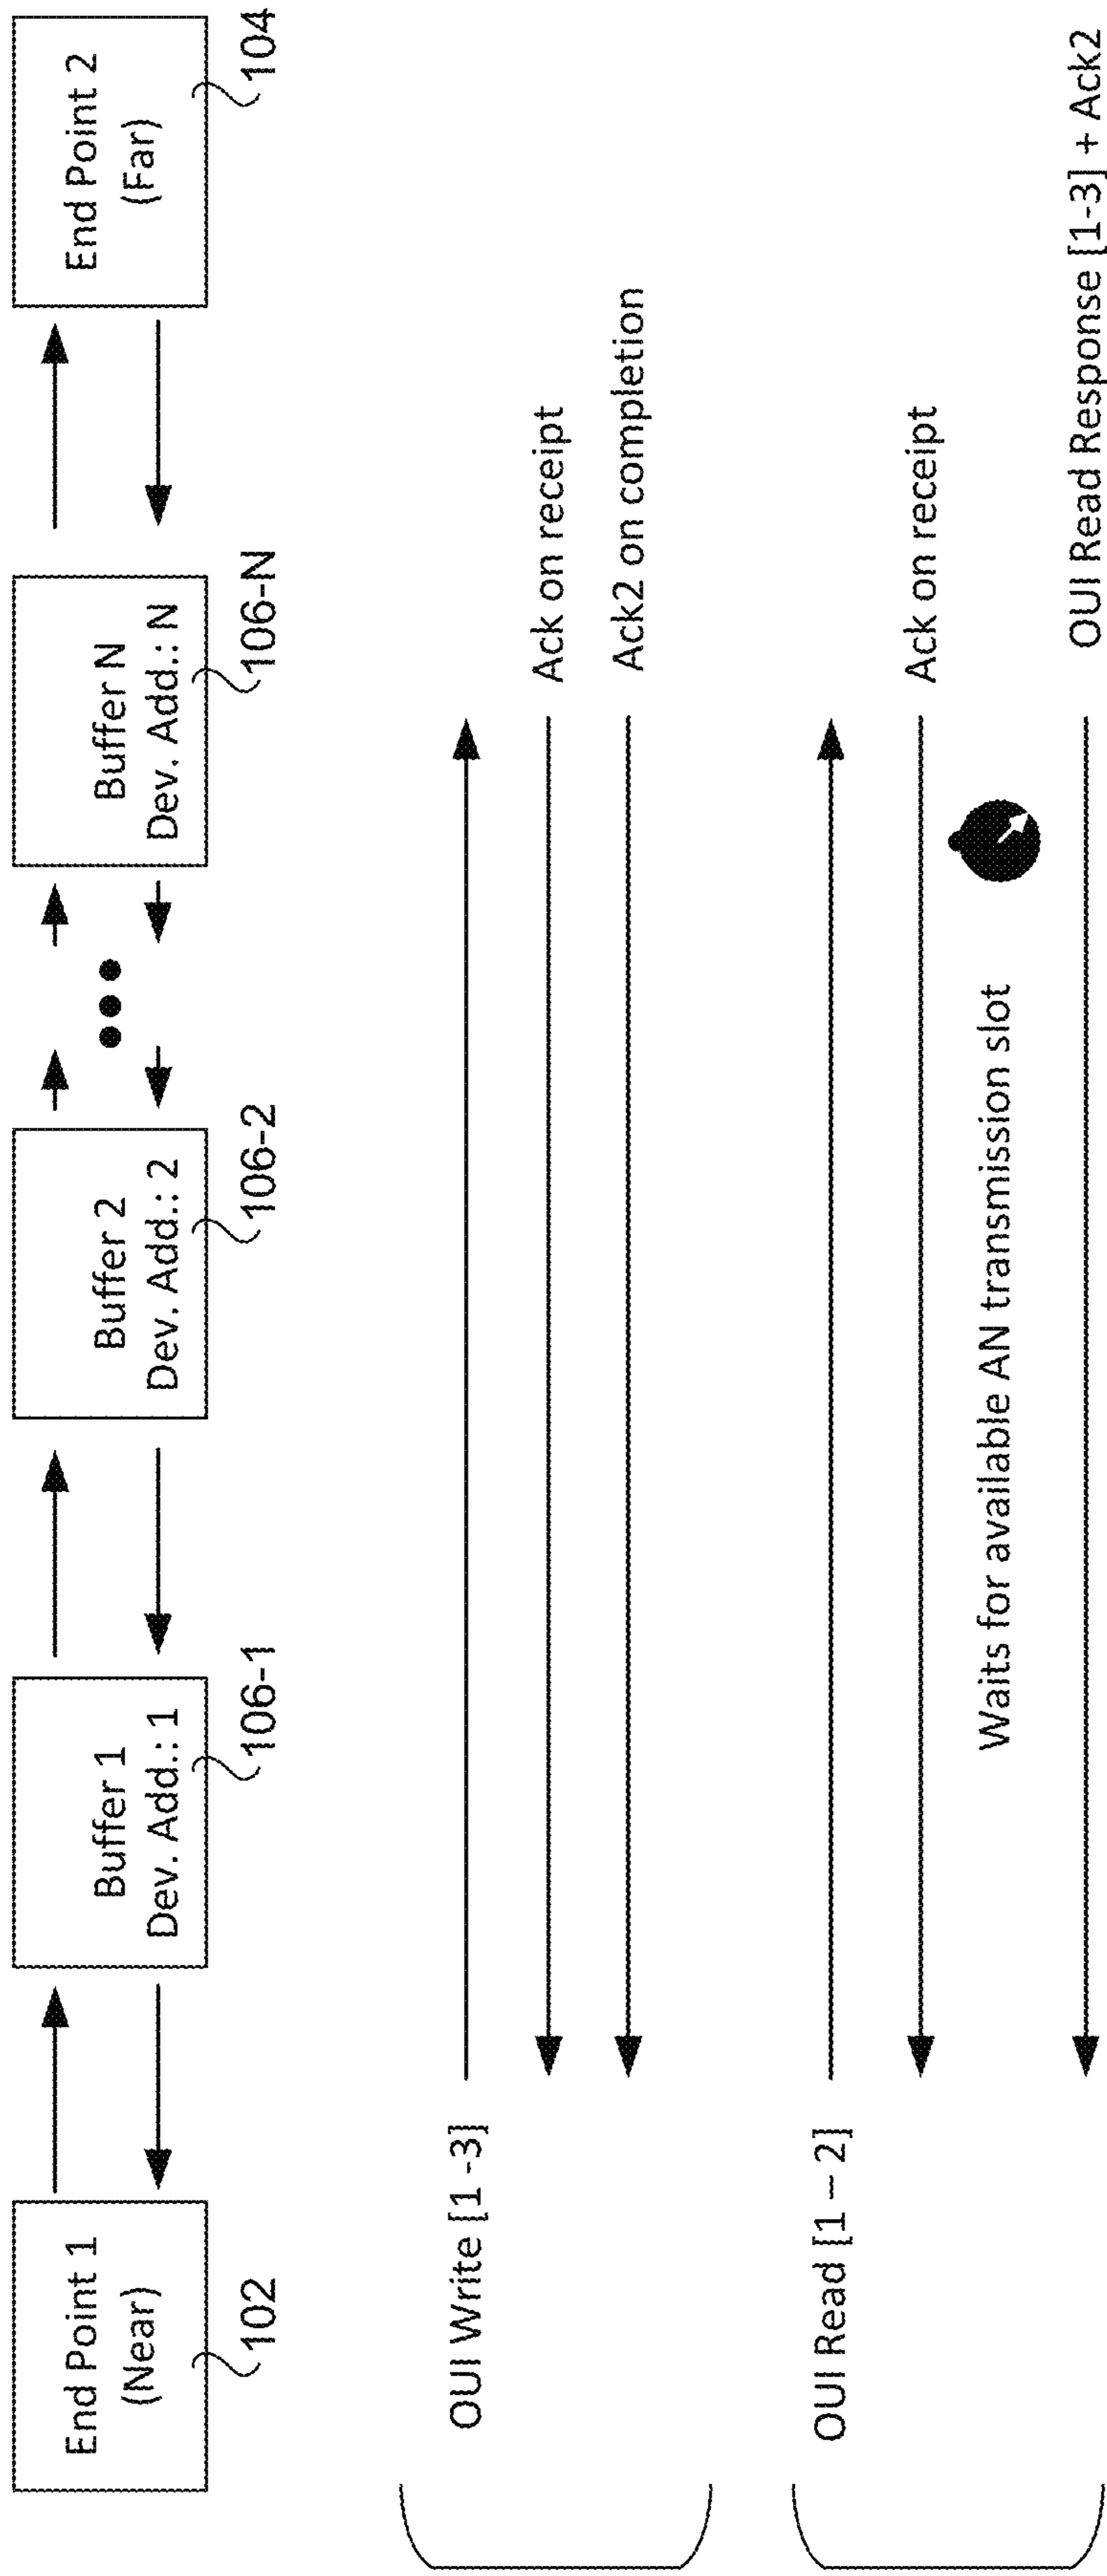 End Point 1
(Near)
102
Buffer 1
Dev. Add.: 1
106-1
Buffer 2
Dev. Add.: 2
106-2
Buffer N
Dev. Add.: N
106-N
End Point 2
(Far)
104
OUI Write [1 -3]
Ack on receipt
Ack2 on completion
OUI Read [1 – 2]
Ack on receipt
Waits for available AN transmission slot
OUI Read Response [1-3] + Ack2